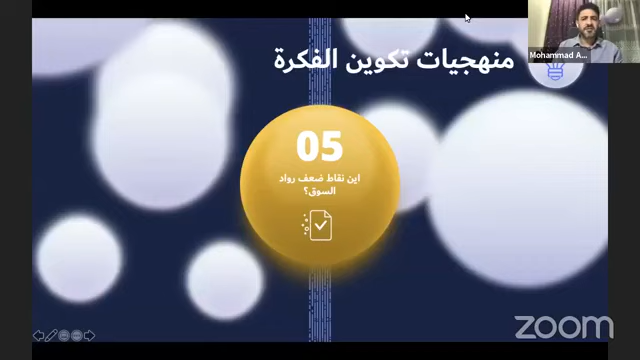 منهجيات تكوين الفكرة
Mohammad A...
05
اين نقاط ضعف رواد
السوق؟
zoom